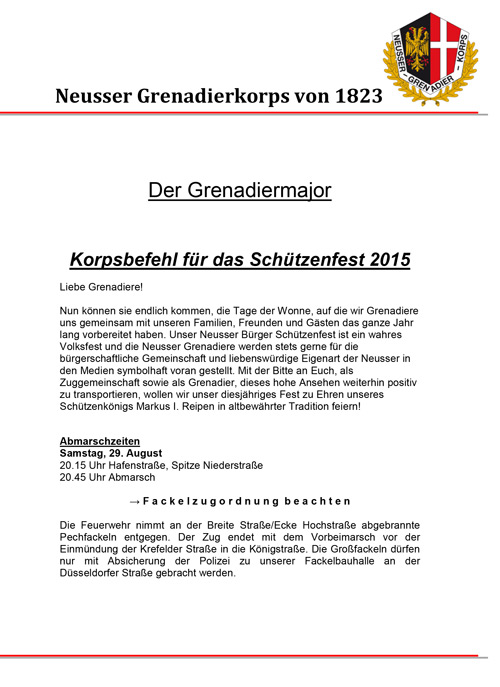 NEUSSER – GRENADIER – KORPS
Neusser Grenadierkorps von 1823
Der Grenadiermajor
Korpsbefehl für das Schützenfest 2015
Liebe Grenadiere!
Nun können sie endlich kommen, die Tage der Wonne, auf die wir Grenadiere
uns gemeinsam mit unseren Familien, Freunden und Gästen das ganze Jahr
lang vorbereitet haben. Unser Neusser Bürger Schützenfest ist ein wahres
Volksfest und die Neusser Grenadiere werden stets gerne für die
bürgerschaftliche Gemeinschaft und liebenswürdige Eigenart der Neusser in
den Medien symbolhaft voran gestellt. Mit der Bitte an Euch, als
Zuggemeinschaft sowie als Grenadier, dieses hohe Ansehen weiterhin positiv
zu transportieren, wollen wir unser diesjähriges Fest zu Ehren unseres
Schützenkönigs Markus I. Reipen in altbewährter Tradition feiern!
Abmarschzeiten
Samstag, 29. August
20.15 Uhr Hafenstraße, Spitze Niederstraße
20.45 Uhr Abmarsch
→ F a c k e l z u g o r d n u n g b e a c h t e n
Die Feuerwehr nimmt an der Breite Straße/Ecke Hochstraße abgebrannte
Pechfackeln entgegen. Der Zug endet mit dem Vorbeimarsch vor der
Einmündung der Krefelder Straße in die Königstraße. Die Großfackeln dürfen
nur mit Absicherung der Polizei zu unserer Fackelbauhalle an der
Düsseldorfer Straße gebracht werden.